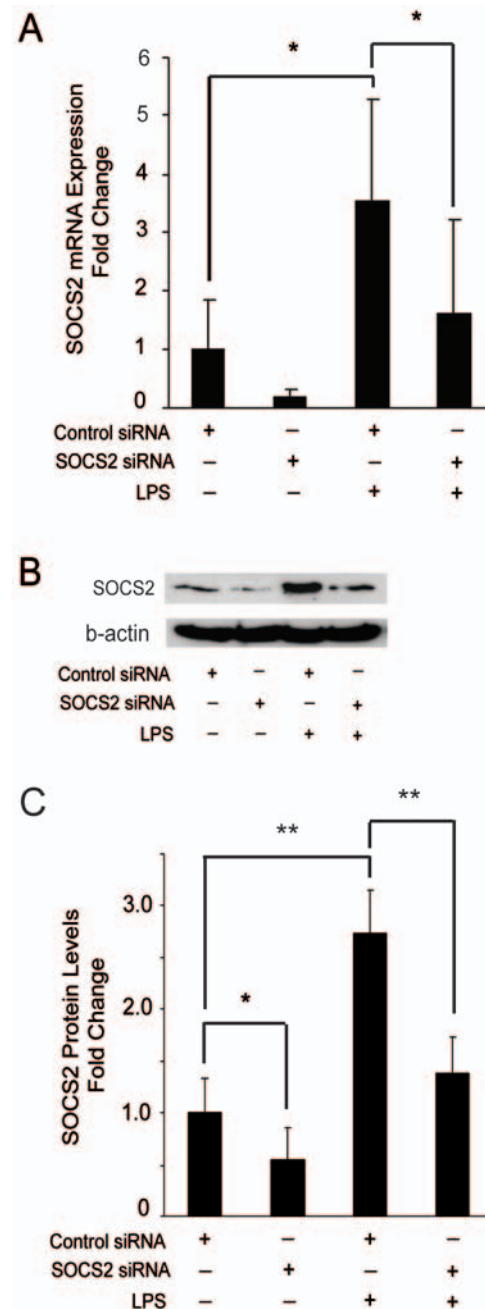 A
* *
6
5
4
3
2
1
0
SOCS2 mRNA Expression
Fold Change
Control siRNA + – + –
SOCS2 siRNA – + – +
LPS – – + +
B
SOCS2
b-actin
Control siRNA + – + –
SOCS2 siRNA – + – +
LPS – – + +
C
** **
*
3.0
2.0
1.0
0
SOCS2 Protein Levels
Fold Change
Control siRNA + – + –
SOCS2 siRNA – + – +
LPS – – + +